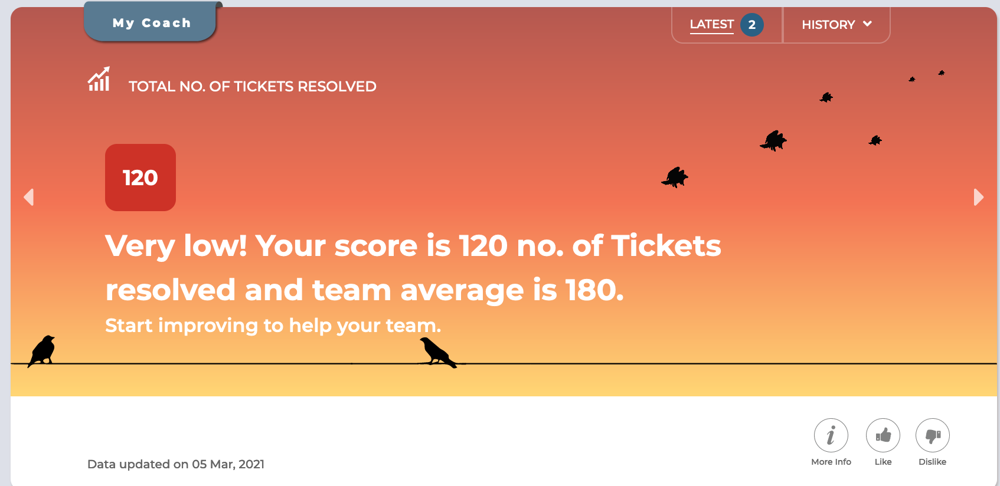 My Coach
LATEST 2
HISTORY
TOTAL NO. OF TICKETS RESOLVED
120
Very low! Your score is 120 no. of Tickets
resolved and team average is 180.
Start improving to help your team.
More Info
Like
Dislike
Data updated on 05 Mar, 2021